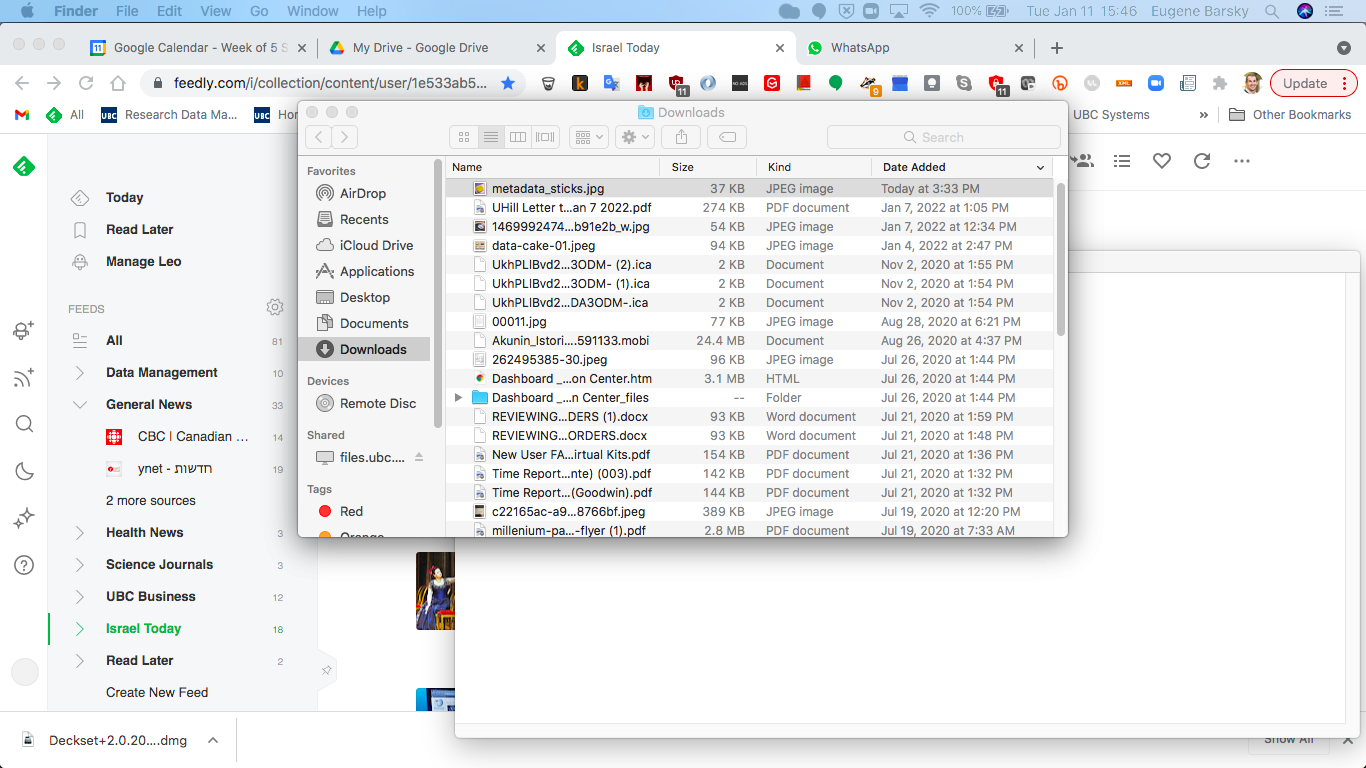 Finder File Edit View Go Window Help 100% Tue Jan 11 15:46 Eugene Barsky
Google Calendar - Week of 5 S
My Drive - Google Drive
Israel Today
WhatsApp
feedly.com/i/collection/content/user/1e533ab5...
11
9
11
Update
All
UBC Research Data Ma...
UBC Hor
UBC Systems
»
Other Bookmarks
Downloads
Search
Today
Read Later
Manage Leo
FEEDS
All 81
Data Management 10
General News 33
CBC | Canadian ... 14
ynet - חדשות 19
2 more sources
Health News 3
Science Journals 3
UBC Business 12
Israel Today 18
Read Later 2
Create New Feed
Favorites
AirDrop
Recents
iCloud Drive
Applications
Desktop
Documents
Downloads
Devices
Remote Disc
Shared
files.ubc....
Tags
Red
Orange
Name Size Kind Date Added
metadata_sticks.jpg 37 KB JPEG image Today at 3:33 PM
UHill Letter t...an 7 2022.pdf 274 KB PDF document Jan 7, 2022 at 1:05 PM
1469992474...b91e2b_w.jpg 54 KB JPEG image Jan 7, 2022 at 12:34 PM
data-cake-01.jpeg 94 KB JPEG image Jan 4, 2022 at 2:47 PM
UkhPLIBvd2...3ODM- (2).ica 2 KB Document Nov 2, 2020 at 1:55 PM
UkhPLIBvd2...3ODM- (1).ica 2 KB Document Nov 2, 2020 at 1:54 PM
UkhPLIBvd2...DA3ODM-.ica 2 KB Document Nov 2, 2020 at 1:54 PM
00011.jpg 77 KB JPEG image Aug 28, 2020 at 6:21 PM
Akunin_Istori....591133.mobi 24.4 MB Document Aug 26, 2020 at 4:37 PM
262495385-30.jpeg 96 KB JPEG image Jul 26, 2020 at 1:44 PM
Dashboard _...on Center.htm 3.1 MB HTML Jul 26, 2020 at 1:44 PM
Dashboard _...n Center_files -- Folder Jul 26, 2020 at 1:44 PM
REVIEWING...DERS (1).docx 93 KB Word document Jul 21, 2020 at 1:59 PM
REVIEWING...ORDERS.docx 93 KB Word document Jul 21, 2020 at 1:48 PM
New User FA...irtual Kits.pdf 154 KB PDF document Jul 21, 2020 at 1:36 PM
Time Report...nte) (003).pdf 142 KB PDF document Jul 21, 2020 at 1:32 PM
Time Report...(Goodwin).pdf 144 KB PDF document Jul 21, 2020 at 1:32 PM
c22165ac-a9...8766bf.jpeg 389 KB JPEG image Jul 19, 2020 at 12:20 PM
millenium-pa...-flyer (1).pdf 2.8 MB PDF document Jul 19, 2020 at 7:33 AM
Deckset+2.0.20....dmg
Show All